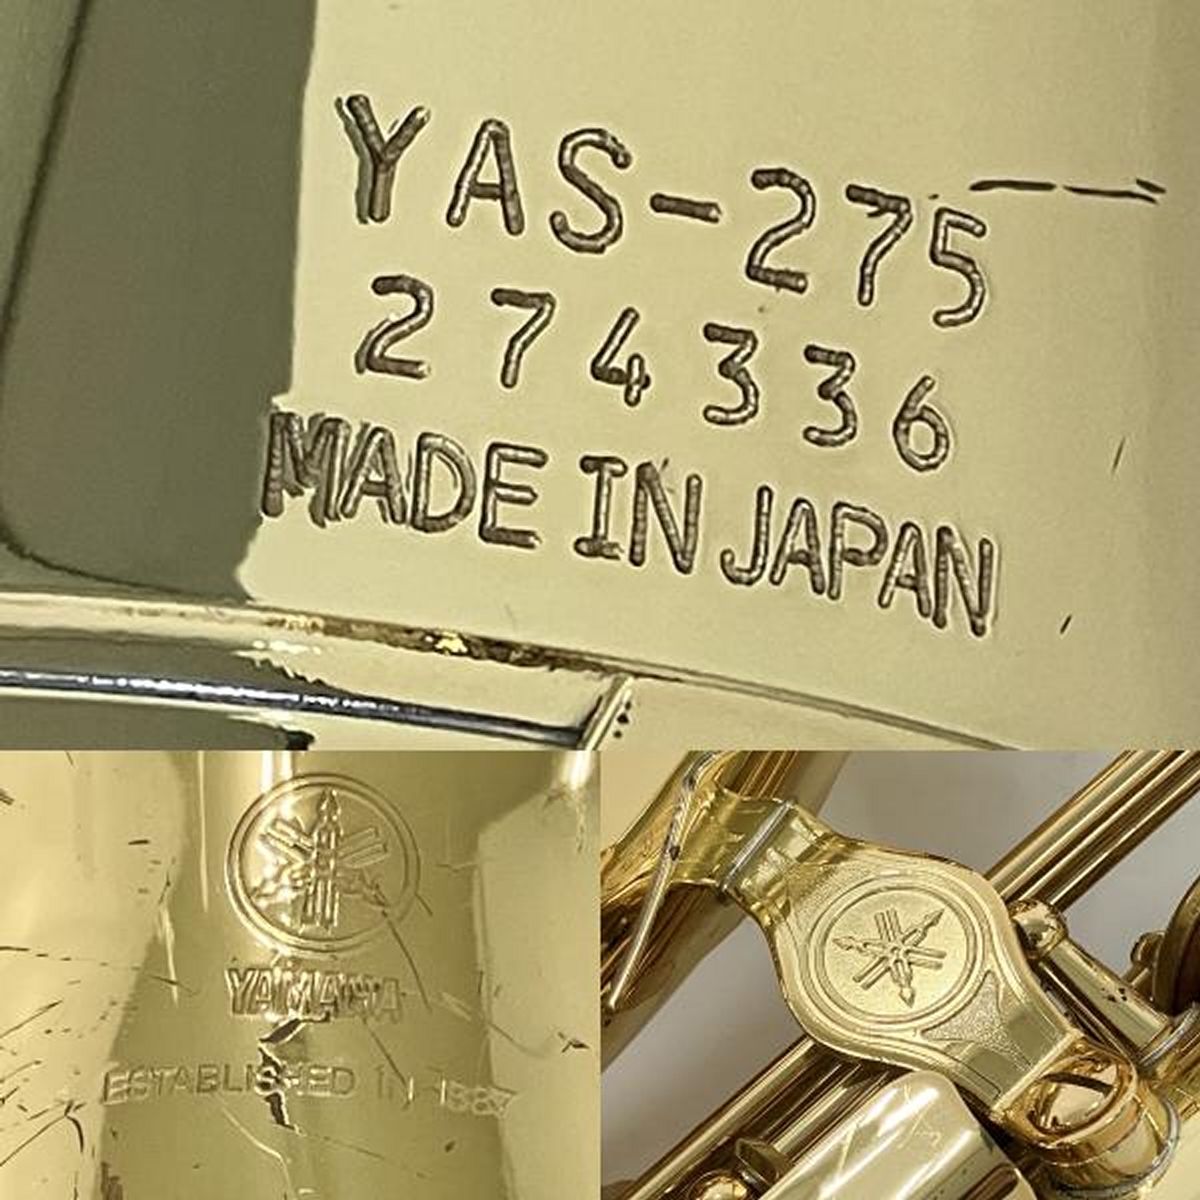 YAS-275
274336
MADE IN JAPAN
YAMAHA
ESTABLISHED IN 1887